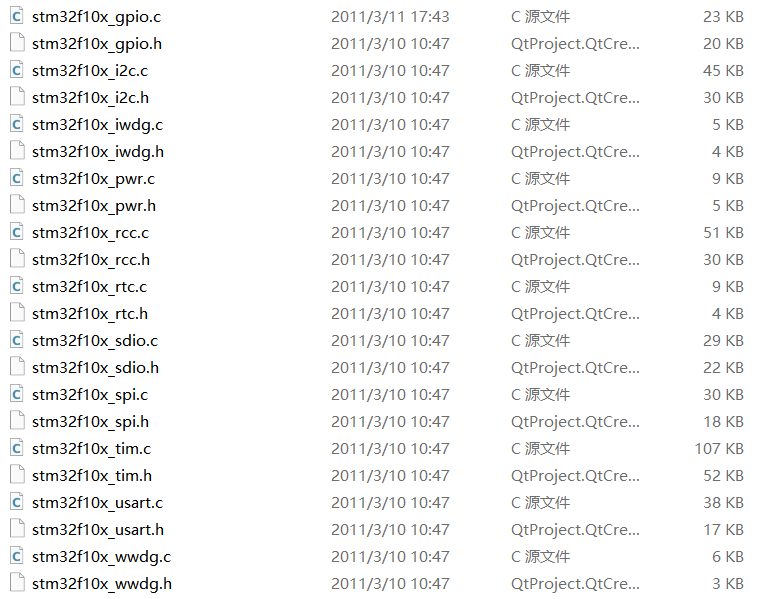 stm32f10x_gpio.c 2011/3/11 17:43 C 源文件 23 KB
stm32f10x_gpio.h 2011/3/10 10:47 QtProject.QtCre... 20 KB
stm32f10x_i2c.c 2011/3/10 10:47 C 源文件 45 KB
stm32f10x_i2c.h 2011/3/10 10:47 QtProject.QtCre... 30 KB
stm32f10x_iwdg.c 2011/3/10 10:47 C 源文件 5 KB
stm32f10x_iwdg.h 2011/3/10 10:47 QtProject.QtCre... 4 KB
stm32f10x_pwr.c 2011/3/10 10:47 C 源文件 9 KB
stm32f10x_pwr.h 2011/3/10 10:47 QtProject.QtCre... 5 KB
stm32f10x_rcc.c 2011/3/10 10:47 C 源文件 51 KB
stm32f10x_rcc.h 2011/3/10 10:47 QtProject.QtCre... 30 KB
stm32f10x_rtc.c 2011/3/10 10:47 C 源文件 9 KB
stm32f10x_rtc.h 2011/3/10 10:47 QtProject.QtCre... 4 KB
stm32f10x_sdio.c 2011/3/10 10:47 C 源文件 29 KB
stm32f10x_sdio.h 2011/3/10 10:47 QtProject.QtCre... 22 KB
stm32f10x_spi.c 2011/3/10 10:47 C 源文件 30 KB
stm32f10x_spi.h 2011/3/10 10:47 QtProject.QtCre... 18 KB
stm32f10x_tim.c 2011/3/10 10:47 C 源文件 107 KB
stm32f10x_tim.h 2011/3/10 10:47 QtProject.QtCre... 52 KB
stm32f10x_usart.c 2011/3/10 10:47 C 源文件 38 KB
stm32f10x_usart.h 2011/3/10 10:47 QtProject.QtCre... 17 KB
stm32f10x_wwdg.c 2011/3/10 10:47 C 源文件 6 KB
stm32f10x_wwdg.h 2011/3/10 10:47 QtProject.QtCre... 3 KB